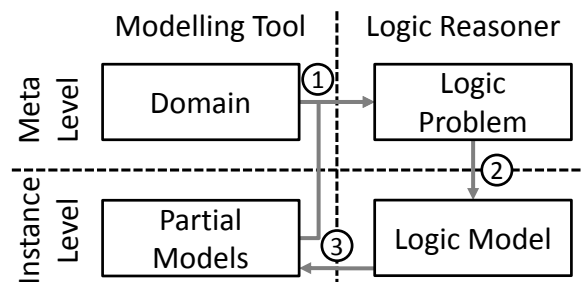 Modelling Tool
Logic Reasoner
Meta
Level
Domain
1
Logic
Problem
2
Instance
Level
Partial
Models
3
Logic Model